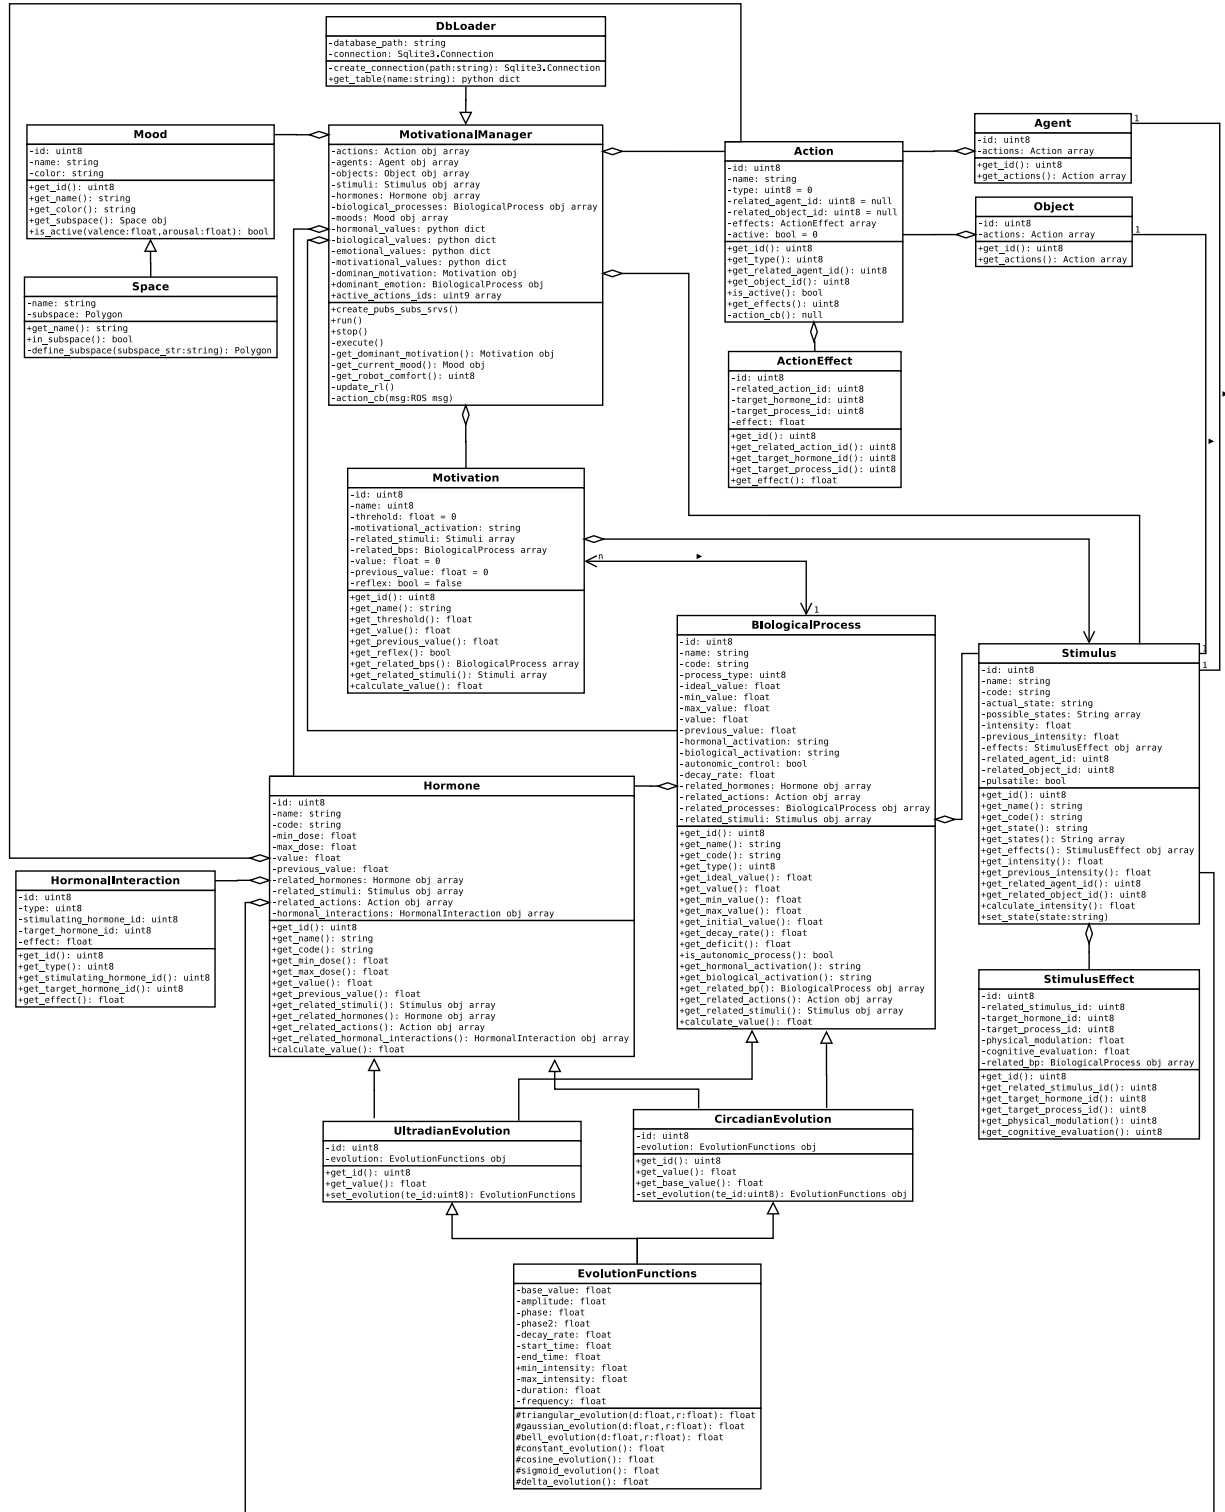 DbLoader
-database_path: string
-connection: Sqlite3.Connection
-create_connection(path:string): Sqlite3.Connection
+get_table(name:string): python dict
Mood
-id: uint8
-name: string
-color: string
+get_id(): uint8
+get_name(): string
+get_color(): string
+get_subspace(): Space obj
+is_active(valence:float,arousal:float): bool
MotivationalManager
-actions: Action obj array
-agents: Agent obj array
-objects: Object obj array
-stimuli: Stimulus obj array
-hormones: Hormone obj array
-biological_processes: BiologicalProcess obj array
-moods: Mood obj array
-hormonal_values: python dict
-biological_values: python dict
-emotional_values: python dict
-motivational_values: python dict
-dominan_motivation: Motivation obj
+dominant_emotion: BiologicalProcess obj
+active_actions_ids: uint9 array
+create_pubs_subs_srvs()
+run()
+stop()
-execute()
-get_dominant_motivation(): Motivation obj
-get_current_mood(): Mood obj
-get_robot_comfort(): uint8
-update_rl()
-action_cb(msg:ROS msg)
Action
-id: uint8
-name: string
-type: uint8 = 0
-related_agent_id: uint8 = null
-related_object_id: uint8 = null
-effects: ActionEffect array
-active: bool = 0
+get_id(): uint8
+get_type(): uint8
+get_related_agent_id(): uint8
+get_object_id(): uint8
+is_active(): bool
+get_effects(): uint8
-action_cb(): null
Agent
-id: uint8
-actions: Action array
+get_id(): uint8
+get_actions(): Action array
1
Object
-id: uint8
-actions: Action array
+get_id(): uint8
+get_actions(): Action array
1
Space
-name: string
-subspace: Polygon
+get_name(): string
+in_subspace(): bool
-define_subspace(subspace_str:string): Polygon
ActionEffect
-id: uint8
-related_action_id: uint8
-target_hormone_id: uint8
-target_process_id: uint8
-effect: float
+get_id(): uint8
+get_related_action_id(): uint8
+get_target_hormone_id(): uint8
+get_target_process_id(): uint8
+get_effect(): float
Motivation
-id: uint8
-name: uint8
-threhold: float = 0
-motivational_activation: string
-related_stimuli: Stimuli array
-related_bps: BiologicalProcess array
-value: float = 0
-previous_value: float = 0
-reflex: bool = false
+get_id(): uint8
+get_name(): string
+get_threshold(): float
+get_value(): float
+get_previous_value(): float
+get_reflex(): bool
+get_related_bps(): BiologicalProcess array
+get_related_stimuli(): Stimuli array
+calculate_value(): float
n
1
BIologicalProcess
-id: uint8
-name: string
-code: string
-process_type: uint8
-ideal_value: float
-min_value: float
-max_value: float
-value: float
-previous_value: float
-hormonal_activation: string
-biological_activation: string
-autonomic_control: bool
-decay_rate: float
-related_hormones: Hormone obj array
-related_actions: Action obj array
-related_processes: BiologicalProcess obj array
-related_stimuli: Stimulus obj array
+get_id(): uint8
+get_name(): string
+get_code(): string
+get_type(): uint8
+get_ideal_value(): float
+get_value(): float
+get_min_value(): float
+get_max_value(): float
+get_initial_value(): float
+get_decay_rate(): float
+get_deficit(): float
+is_autonomic_process(): bool
+get_hormonal_activation(): string
+get_biological_activation(): string
+get_related_bp(): BiologicalProcess obj array
+get_related_actions(): Action obj array
+get_related_stimuli(): Stimulus obj array
+calculate_value(): float
Stimulus
-id: uint8
-name: string
-code: string
-actual_state: string
-possible_states: String array
-intensity: float
-previous_intensity: float
-effects: StimulusEffect obj array
-related_agent_id: uint8
-related_object_id: uint8
-pulsatile: bool
+get_id(): uint8
+get_name(): string
+get_code(): string
+get_state(): string
+get_states(): String array
+get_effects(): StimulusEffect obj array
+get_intensity(): float
+get_previous_intensity(): float
+get_related_agent_id(): uint8
+get_related_object_id(): uint8
+calculate_intensity(): float
+set_state(state:string)
1
1
Hormone
-id: uint8
-name: string
-code: string
-min_dose: float
-max_dose: float
-value: float
-previous_value: float
-related_hormones: Hormone obj array
-related_stimuli: Stimulus obj array
-related_actions: Action obj array
-hormonal_interactions: HormonalInteraction obj array
+get_id(): uint8
+get_name(): string
+get_code(): string
+get_min_dose(): float
+get_max_dose(): float
+get_value(): float
+get_previous_value(): float
+get_related_stimuli(): Stimulus obj array
+get_related_hormones(): Hormone obj array
+get_related_actions(): Action obj array
+get_related_hormonal_interactions(): HormonalInteraction obj array
+calculate_value(): float
HormonalInteraction
-id: uint8
-type: uint8
-stimulating_hormone_id: uint8
-target_hormone_id: uint8
-effect: float
+get_id(): uint8
+get_type(): uint8
+get_stimulating_hormone_id(): uint8
+get_target_hormone_id(): uint8
+get_effect(): float
StimulusEffect
-id: uint8
-related_stimulus_id: uint8
-target_hormone_id: uint8
-target_process_id: uint8
-physical_modulation: float
-cognitive_evaluation: float
-related_bp: BiologicalProcess obj array
+get_id(): uint8
+get_related_stimulus_id(): uint8
+get_target_hormone_id(): uint8
+get_target_process_id(): uint8
+get_physical_modulation(): uint8
+get_cognitive_evaluation(): uint8
UltradianEvolution
-id: uint8
-evolution: EvolutionFunctions obj
+get_id(): uint8
+get_value(): float
+set_evolution(te_id:uint8): EvolutionFunctions
CircadianEvolution
-id: uint8
-evolution: EvolutionFunctions obj
+get_id(): uint8
+get_value(): float
+get_base_value(): float
-set_evolution(te_id:uint8): EvolutionFunctions obj
EvolutionFunctions
-base_value: float
-amplitude: float
-phase: float
-phase2: float
-decay_rate: float
-start_time: float
-end_time: float
+min_intensity: float
-max_intensity: float
-duration: float
-frequency: float
#triangular_evolution(d:float,r:float): float
#gaussian_evolution(d:float,r:float): float
#bell_evolution(d:float,r:float): float
#constant_evolution(): float
#cosine_evolution(): float
#sigmoid_evolution(): float
#delta_evolution(): float